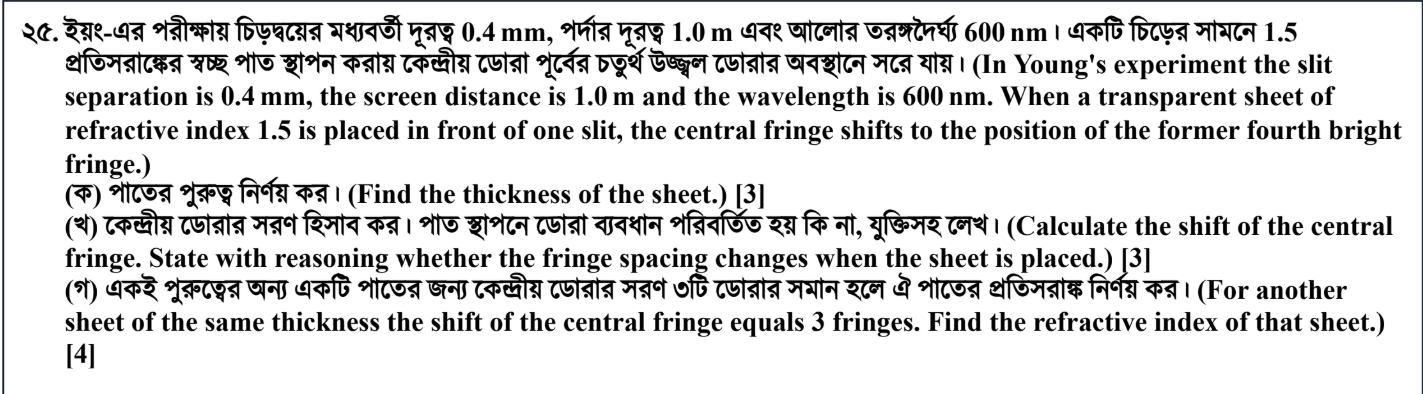 ২৫. ইয়ং-এর পরীক্ষায় চিড়দ্বয়ের মধ্যবর্তী দূরত্ব 0.4 mm, পর্দার দূরত্ব 1.0 m এবং আলোর তরঙ্গদৈর্ঘ্য 600 nm। একটি চিড়ের সামনে 1.5
প্রতিসরাঙ্কের স্বচ্ছ পাত স্থাপন করায় কেন্দ্রীয় ডোরা পূর্বের চতুর্থ উজ্জ্বল ডোরার অবস্থানে সরে যায়। (In Young's experiment the slit
separation is 0.4 mm, the screen distance is 1.0 m and the wavelength is 600 nm. When a transparent sheet of
refractive index 1.5 is placed in front of one slit, the central fringe shifts to the position of the former fourth bright
fringe.)
(ক) পাতের পুরুত্ব নির্ণয় কর। (Find the thickness of the sheet.) [3]
(খ) কেন্দ্রীয় ডোরার সরণ হিসাব কর। পাত স্থাপনে ডোরা ব্যবধান পরিবর্তিত হয় কি না, যুক্তিসহ লেখ। (Calculate the shift of the central
fringe. State with reasoning whether the fringe spacing changes when the sheet is placed.) [3]
(গ) একই পুরুত্বের অন্য একটি পাতের জন্য কেন্দ্রীয় ডোরার সরণ ৩টি ডোরার সমান হলে ঐ পাতের প্রতিসরাঙ্ক নির্ণয় কর। (For another
sheet of the same thickness the shift of the central fringe equals 3 fringes. Find the refractive index of that sheet.)
[4]